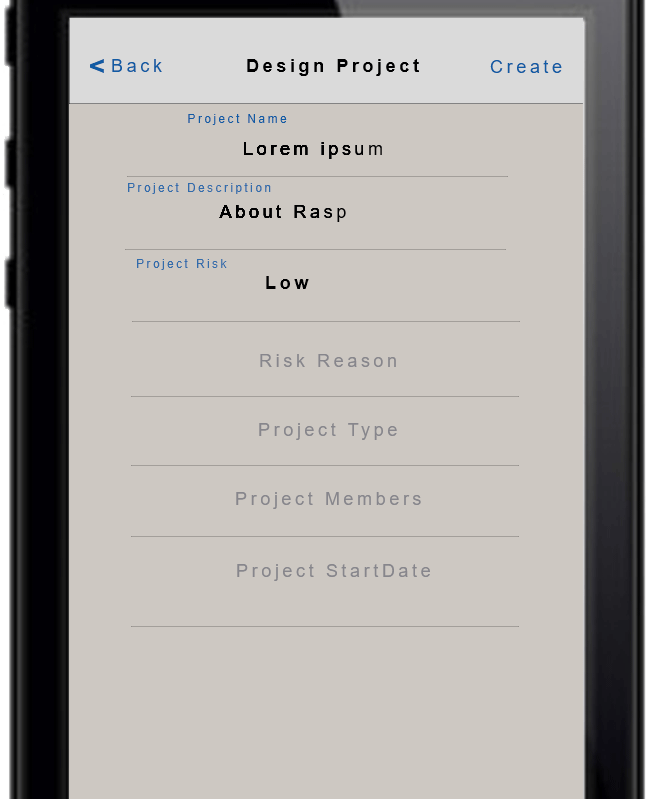 < Back Design Project Create
Project Name
Lorem ipsum
Project Description
About Rasp
Project Risk
Low
Risk Reason
Project Type
Project Members
Project StartDate